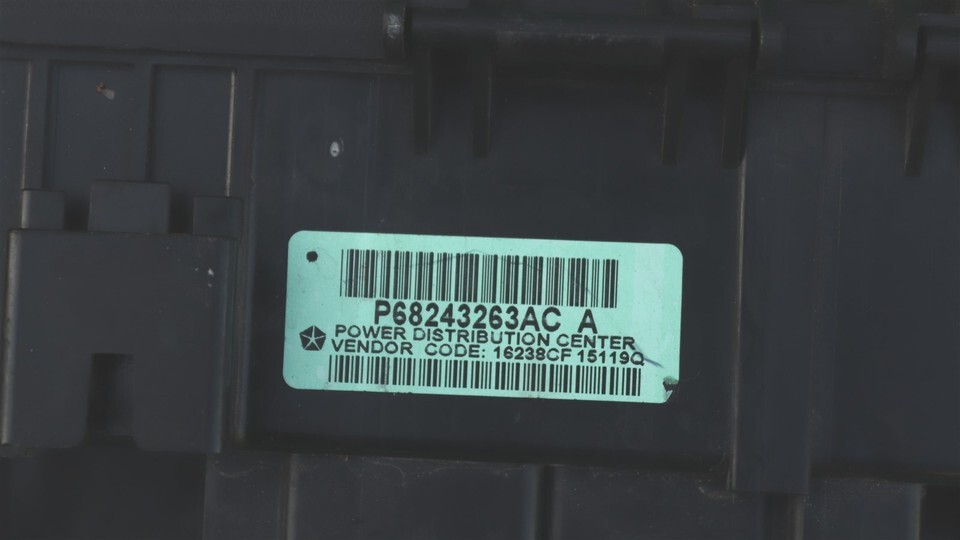 P68243263AC A
POWER DISTRIBUTION CENTER
VENDOR CODE: 16238CF 15119Q